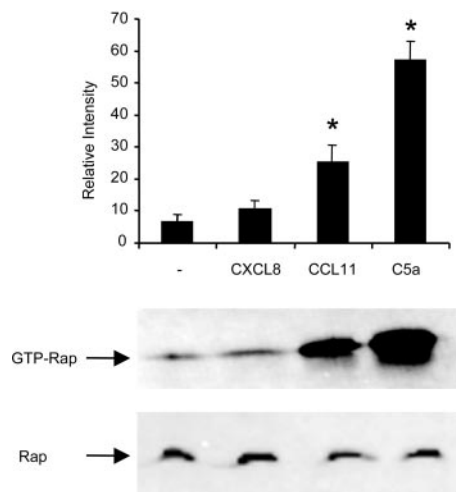 70
60
50
40
30
20
10
0
Relative Intensity
*
*
- CXCL8 CCL11 C5a
GTP-Rap
Rap